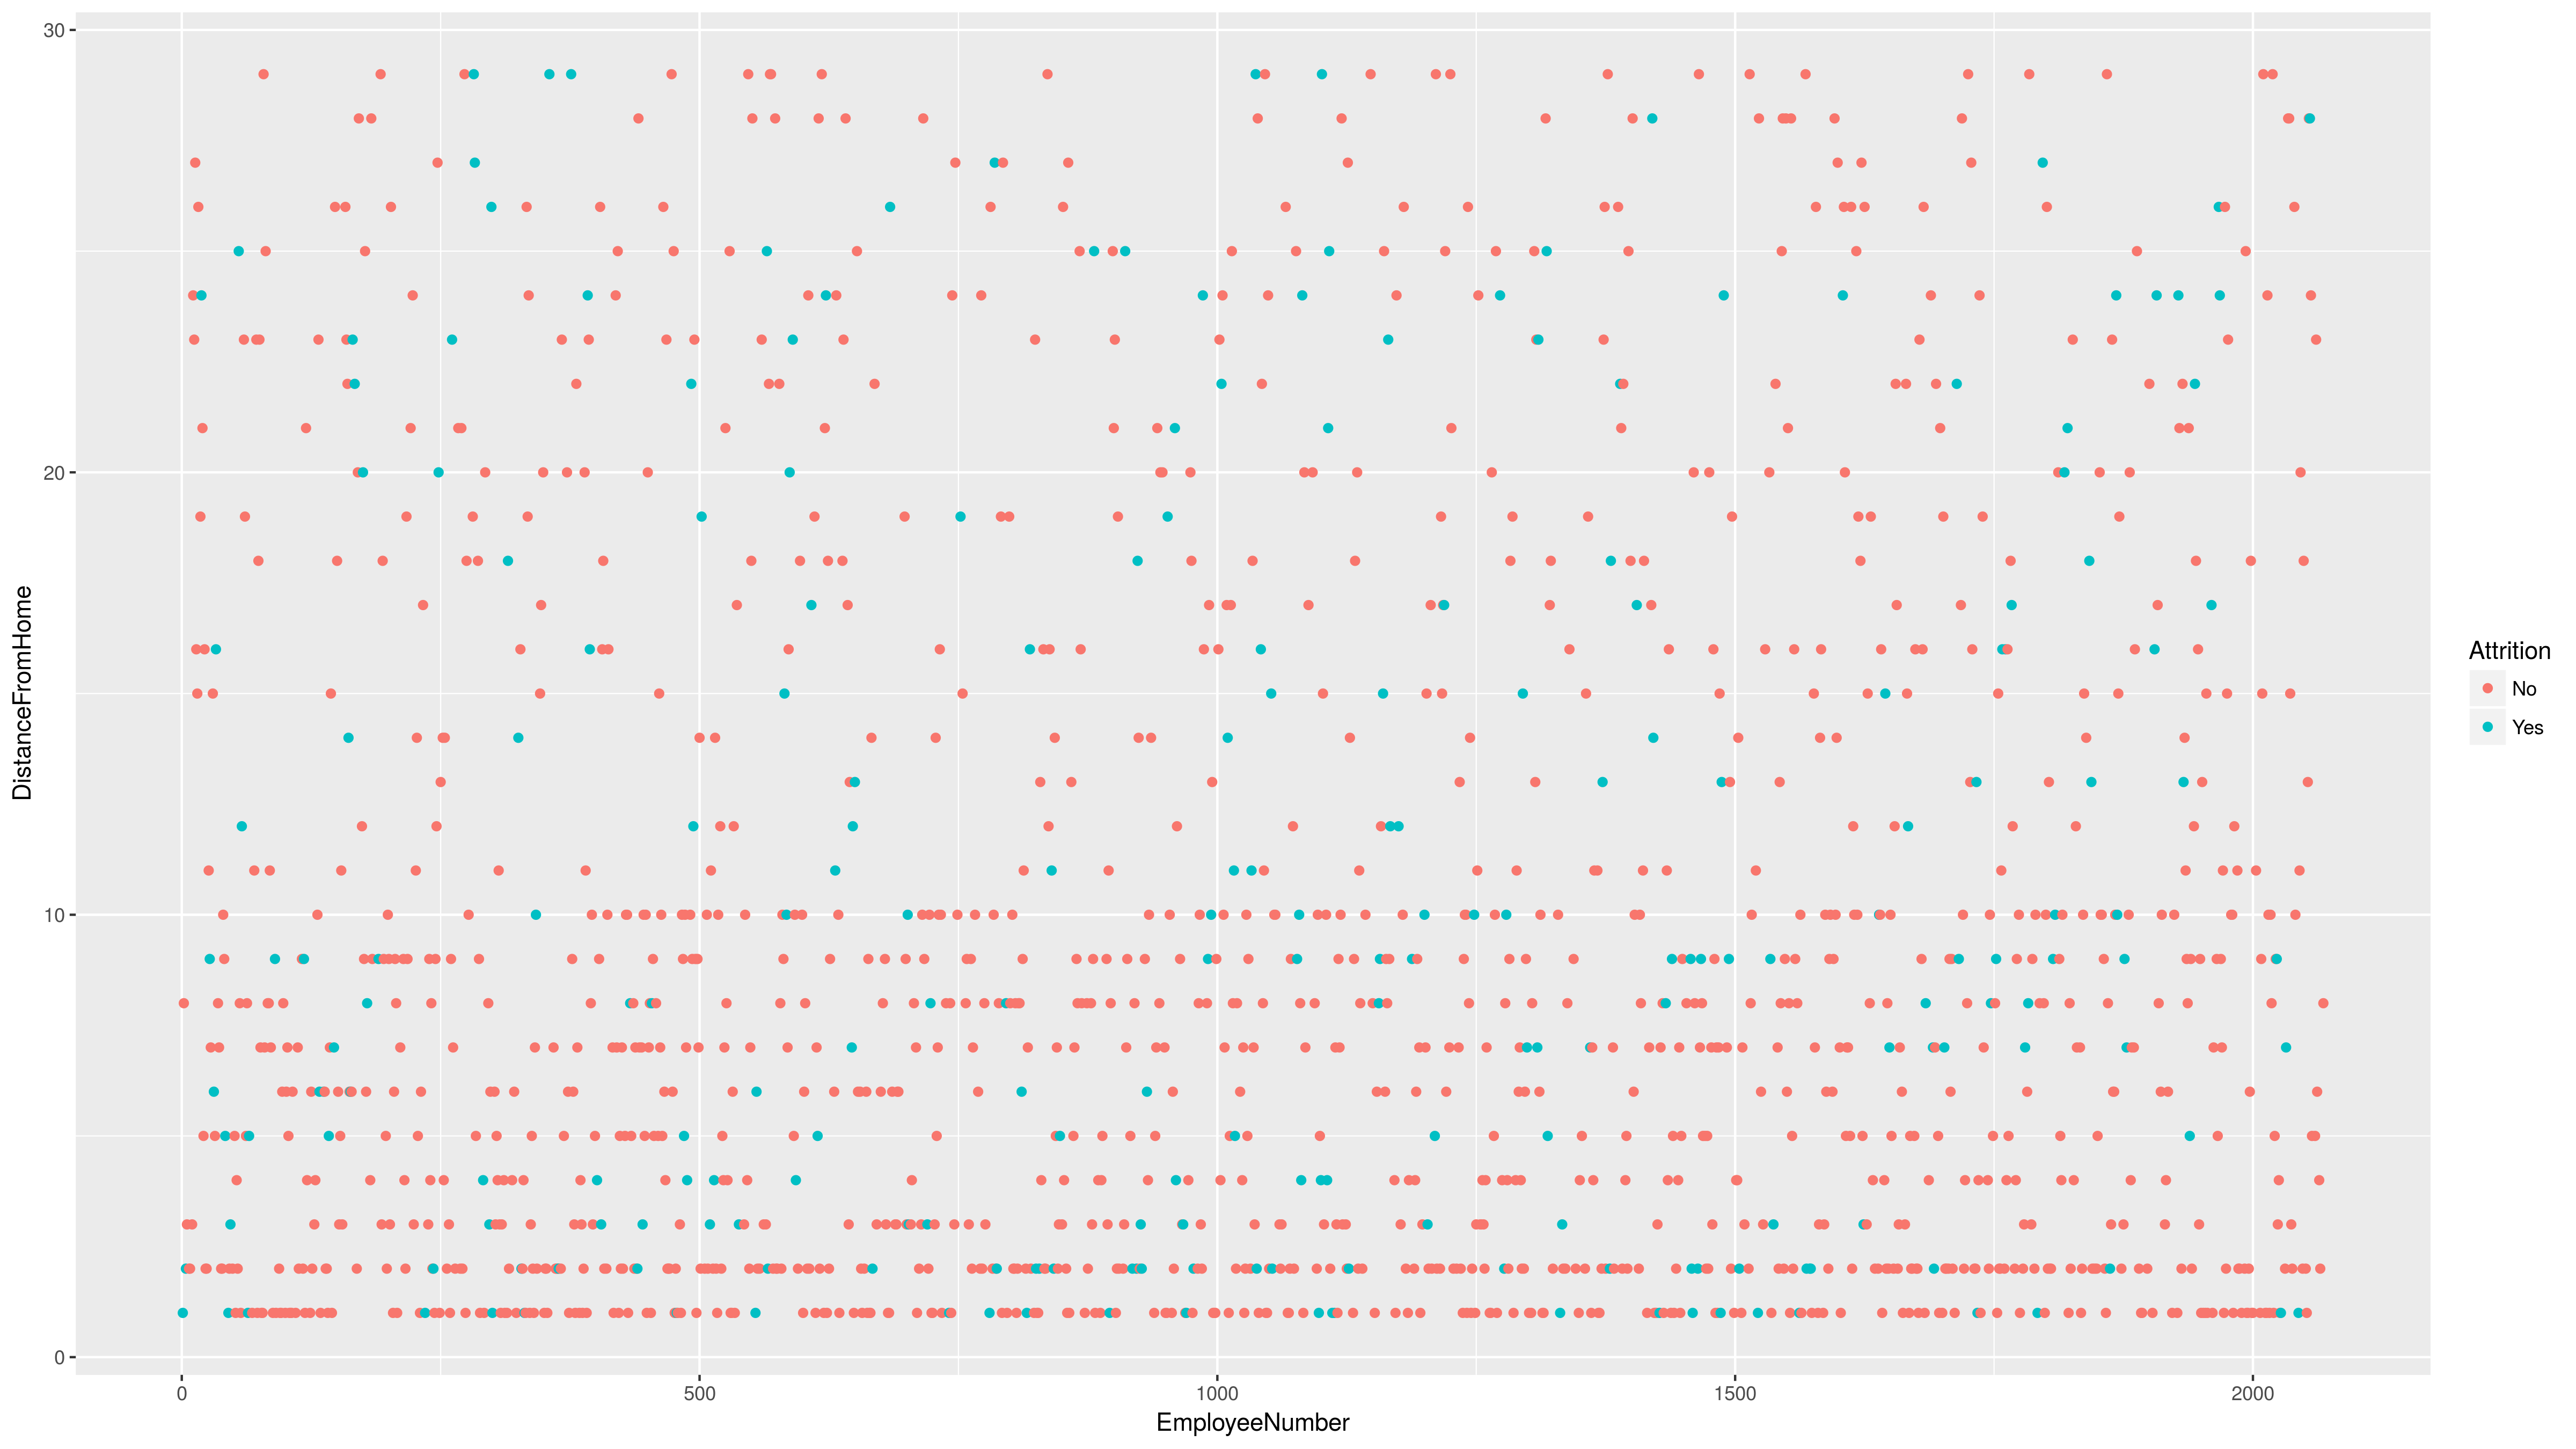 30
20
10
0
DistanceFromHome
0 500 1000 1500 2000
EmployeeNumber
Attrition
No
Yes